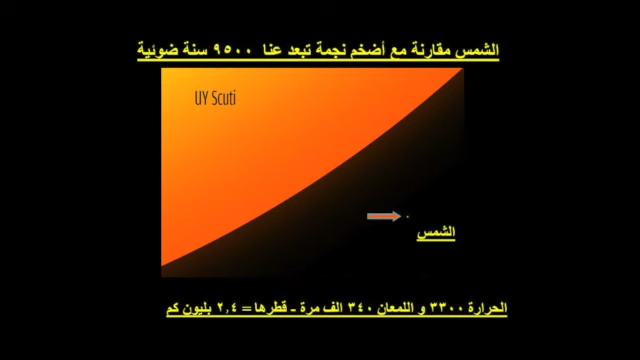 الشمس مقارنة مع أضخم نجمة تبعد عنا ٩٥٠٠ سنة ضوئية
UY Scuti
الشمس
الحرارة ٣٣٠٠ و اللمعان ٣٤٠ الف مرة - قطرها = ٢,٤ بليون كم